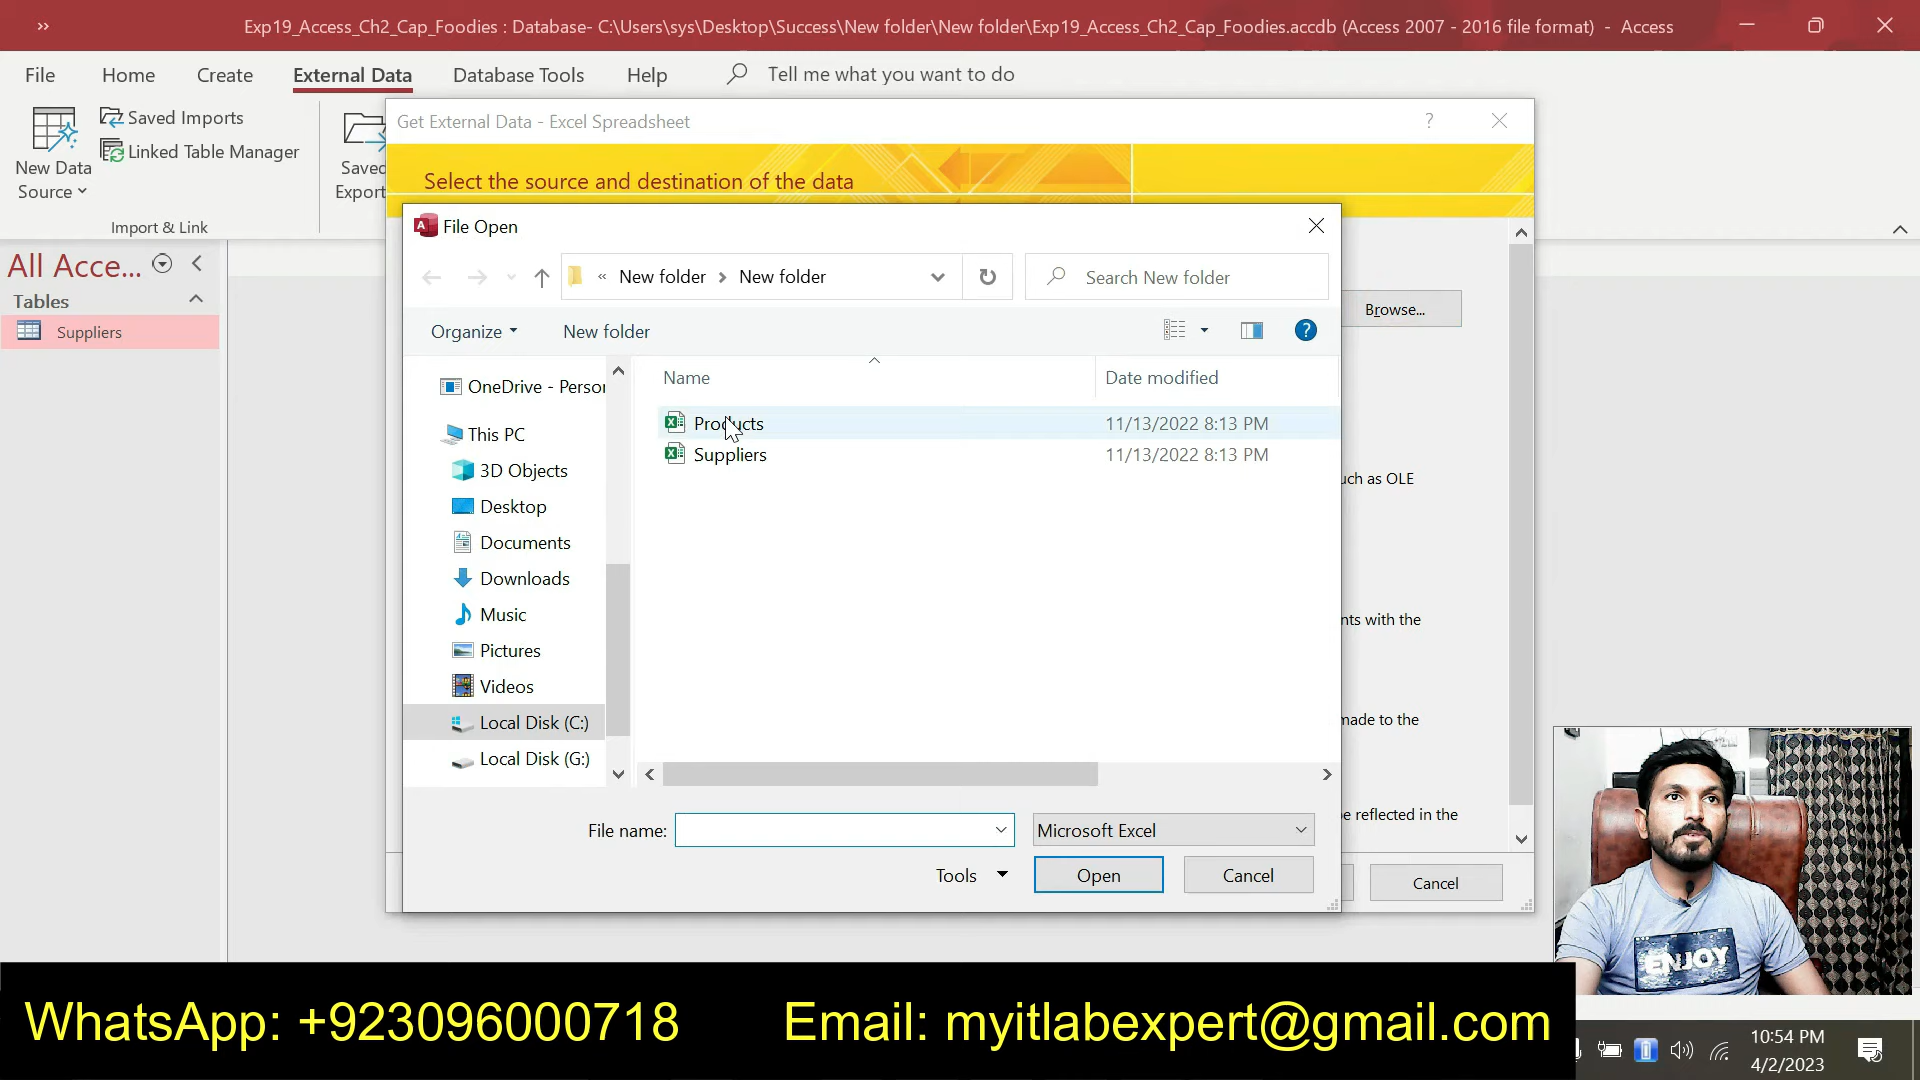 Exp19_Access_Ch2_Cap_Foodies : Database- C:\Users\sys\Desktop\Success\New folder\New folder\Exp19_Access_Ch2_Cap_Foodies.accdb (Access 2007 - 2016 file format) - Access
File Home Create External Data Database Tools Help Tell me what you want to do
New Data Source
Saved Imports
Linked Table Manager
Import & Link
Saved
Export
Get External Data - Excel Spreadsheet
Select the source and destination of the data
All Acce...
Tables
Suppliers
File Open
« New folder > New folder
Search New folder
Browse...
Organize New folder
Name Date modified
Products 11/13/2022 8:13 PM
Suppliers 11/13/2022 8:13 PM
OneDrive - Person
This PC
3D Objects
Desktop
Documents
Downloads
Music
Pictures
Videos
Local Disk (C:)
Local Disk (G:)
uch as OLE
nts with the
made to the
be reflected in the
File name: Microsoft Excel
Tools Open Cancel
Cancel
ENJOY
WhatsApp: +923096000718 Email: myitlabexpert@gmail.com
10:54 PM
4/2/2023